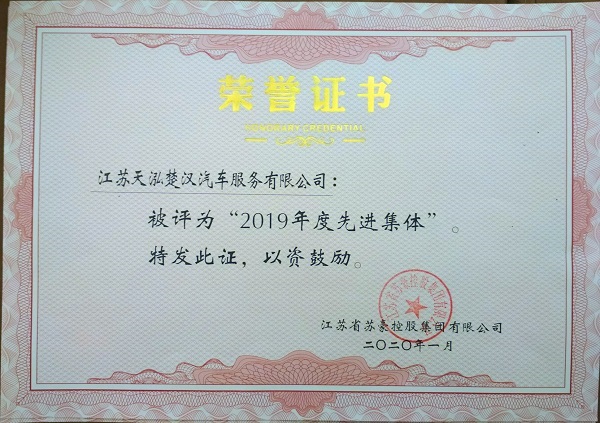 荣誉证书
HONORARY CREDENTIAL
江苏天泓楚汉汽车服务有限公司：
被评为“2019年度先进集体”。
特发此证，以资鼓励。
江苏省苏豪控股集团有限公司
二〇二〇年一月